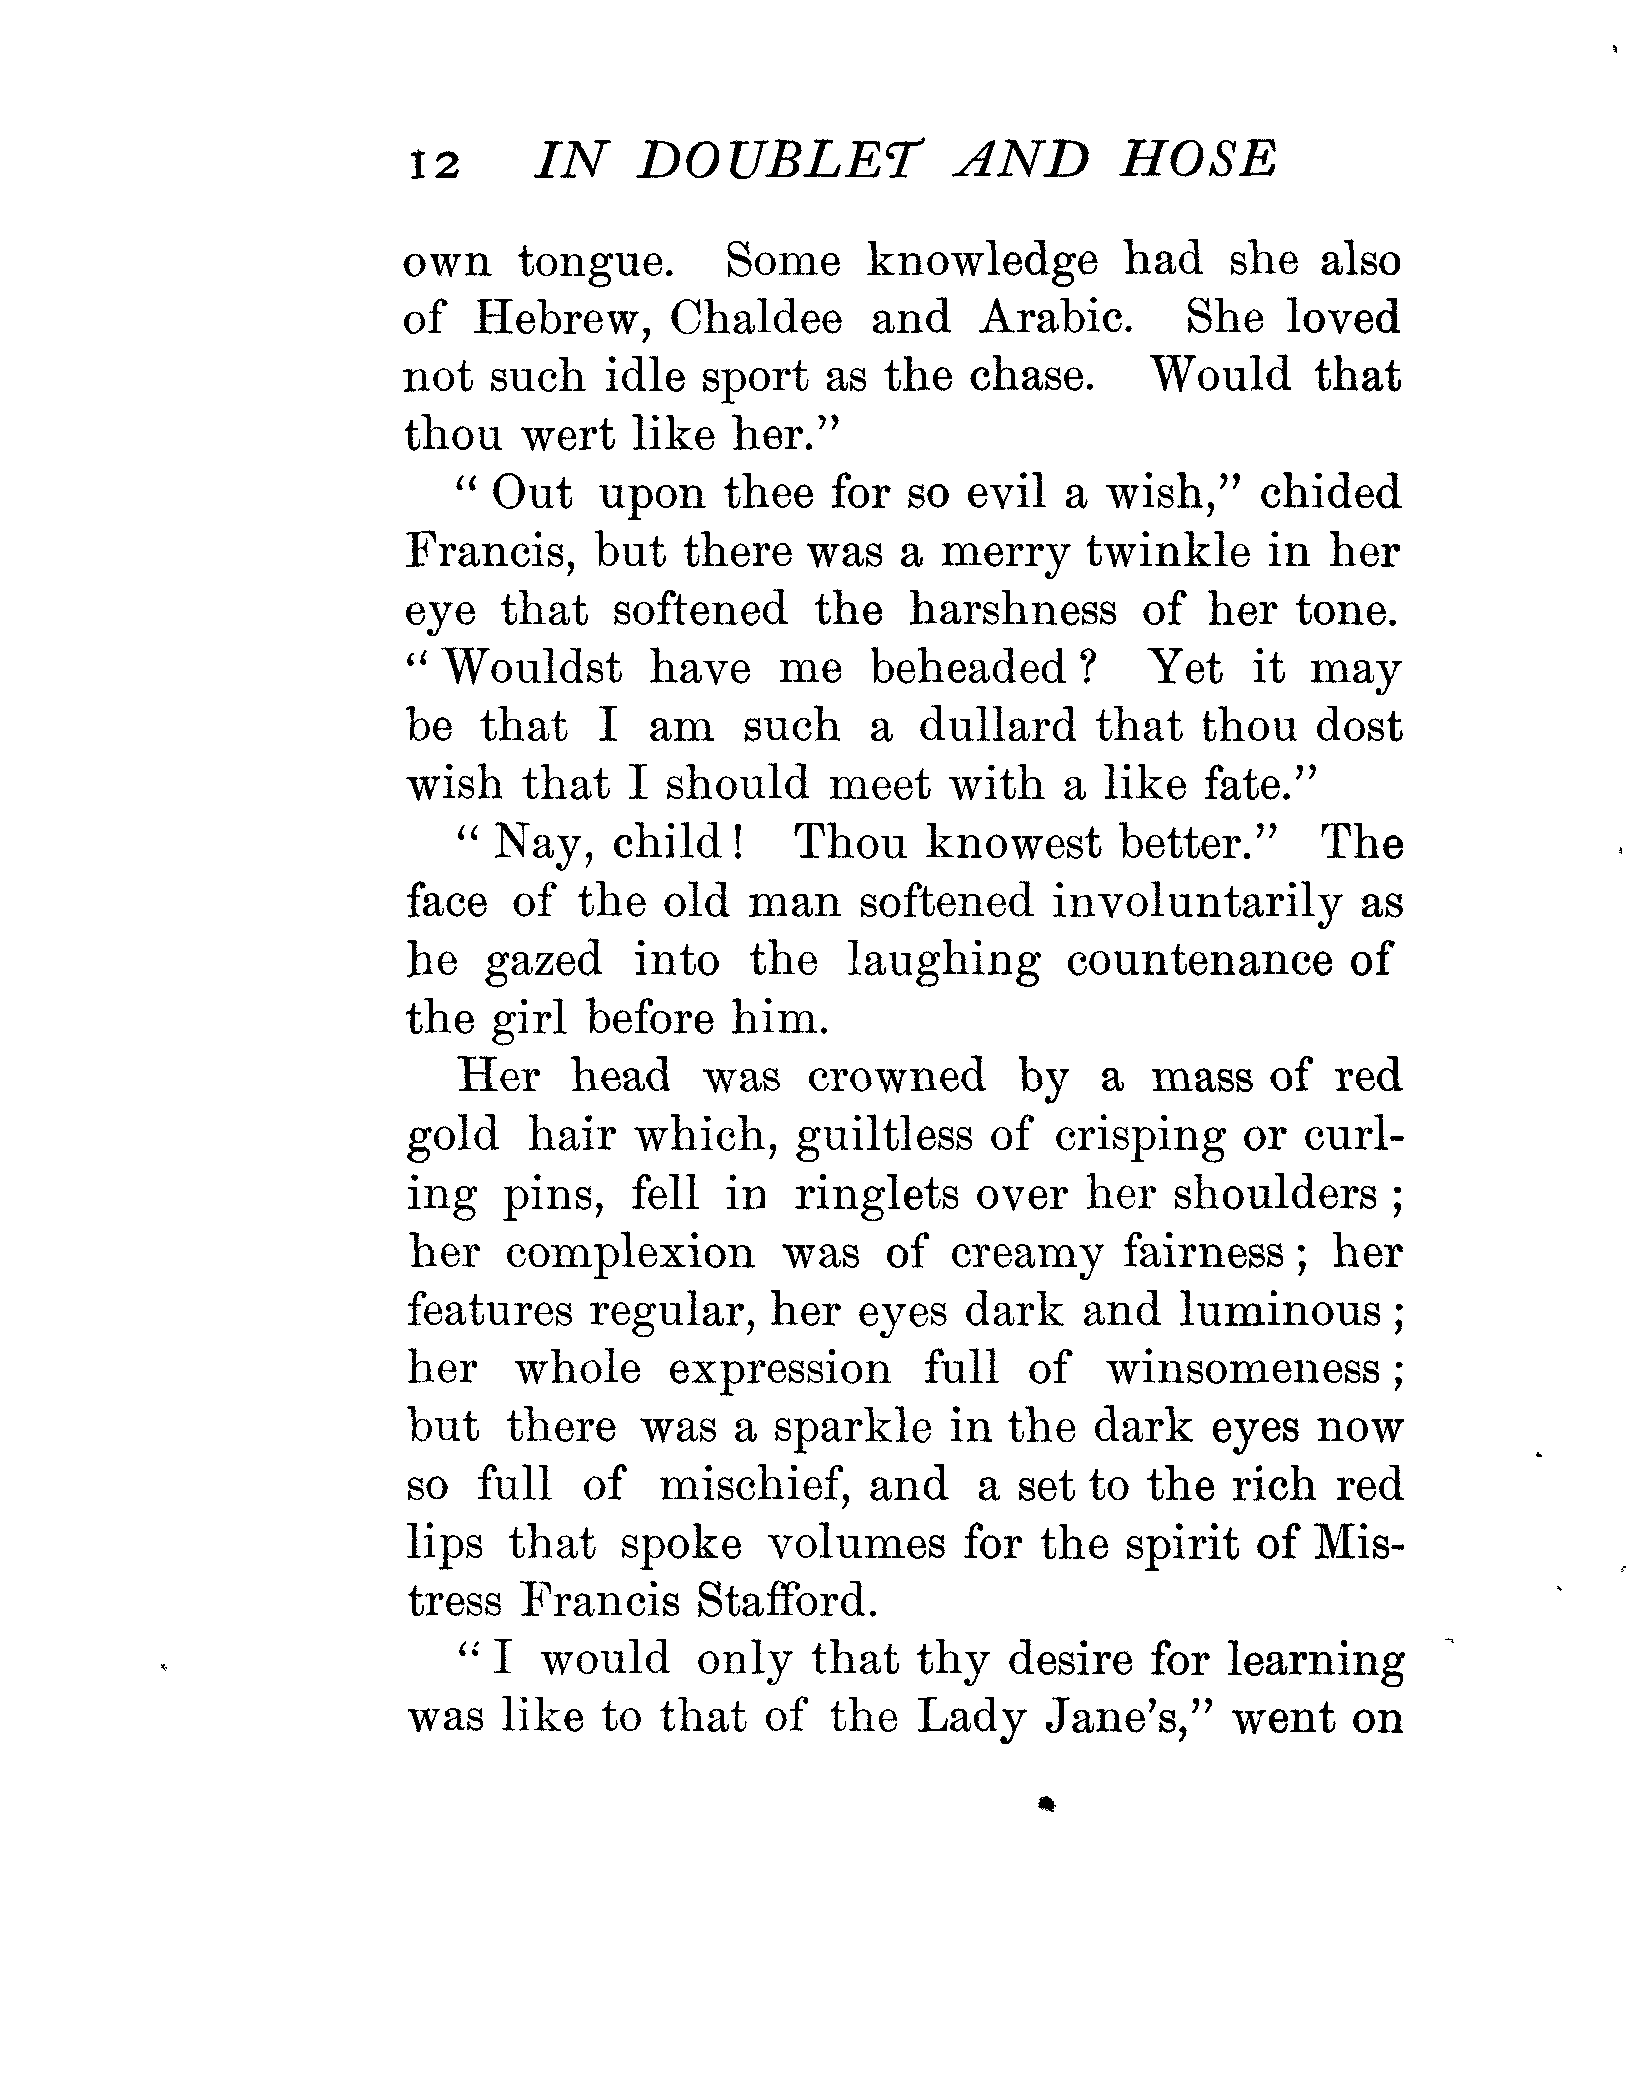 12 IN DOUBLET AND HOSE
own tongue. Some knowledge had she also
of Hebrew, Chaldee and Arabic. She loved
not such idle sport as the chase. Would that
thou wert like her."
"Out upon thee for so evil a wish," chided
Francis, but there was a merry twinkle in her
eye that softened the harshness of her tone.
"Wouldst have me beheaded? Yet it may
be that I am such a dullard that thou dost
wish that I should meet with a like fate."
"Nay, child! Thou knowest better." The
face of the old man softened involuntarily as
he gazed into the laughing countenance of
the girl before him.
Her head was crowned by a mass of red
gold hair which, guiltless of crisping or curl-
ing pins, fell in ringlets over her shoulders;
her complexion was of creamy fairness; her
features regular, her eyes dark and luminous;
her whole expression full of winsomeness;
but there was a sparkle in the dark eyes now
so full of mischief, and a set to the rich red
lips that spoke volumes for the spirit of Mis-
tress Francis Stafford.
"I would only that thy desire for learning
was like to that of the Lady Jane's," went on